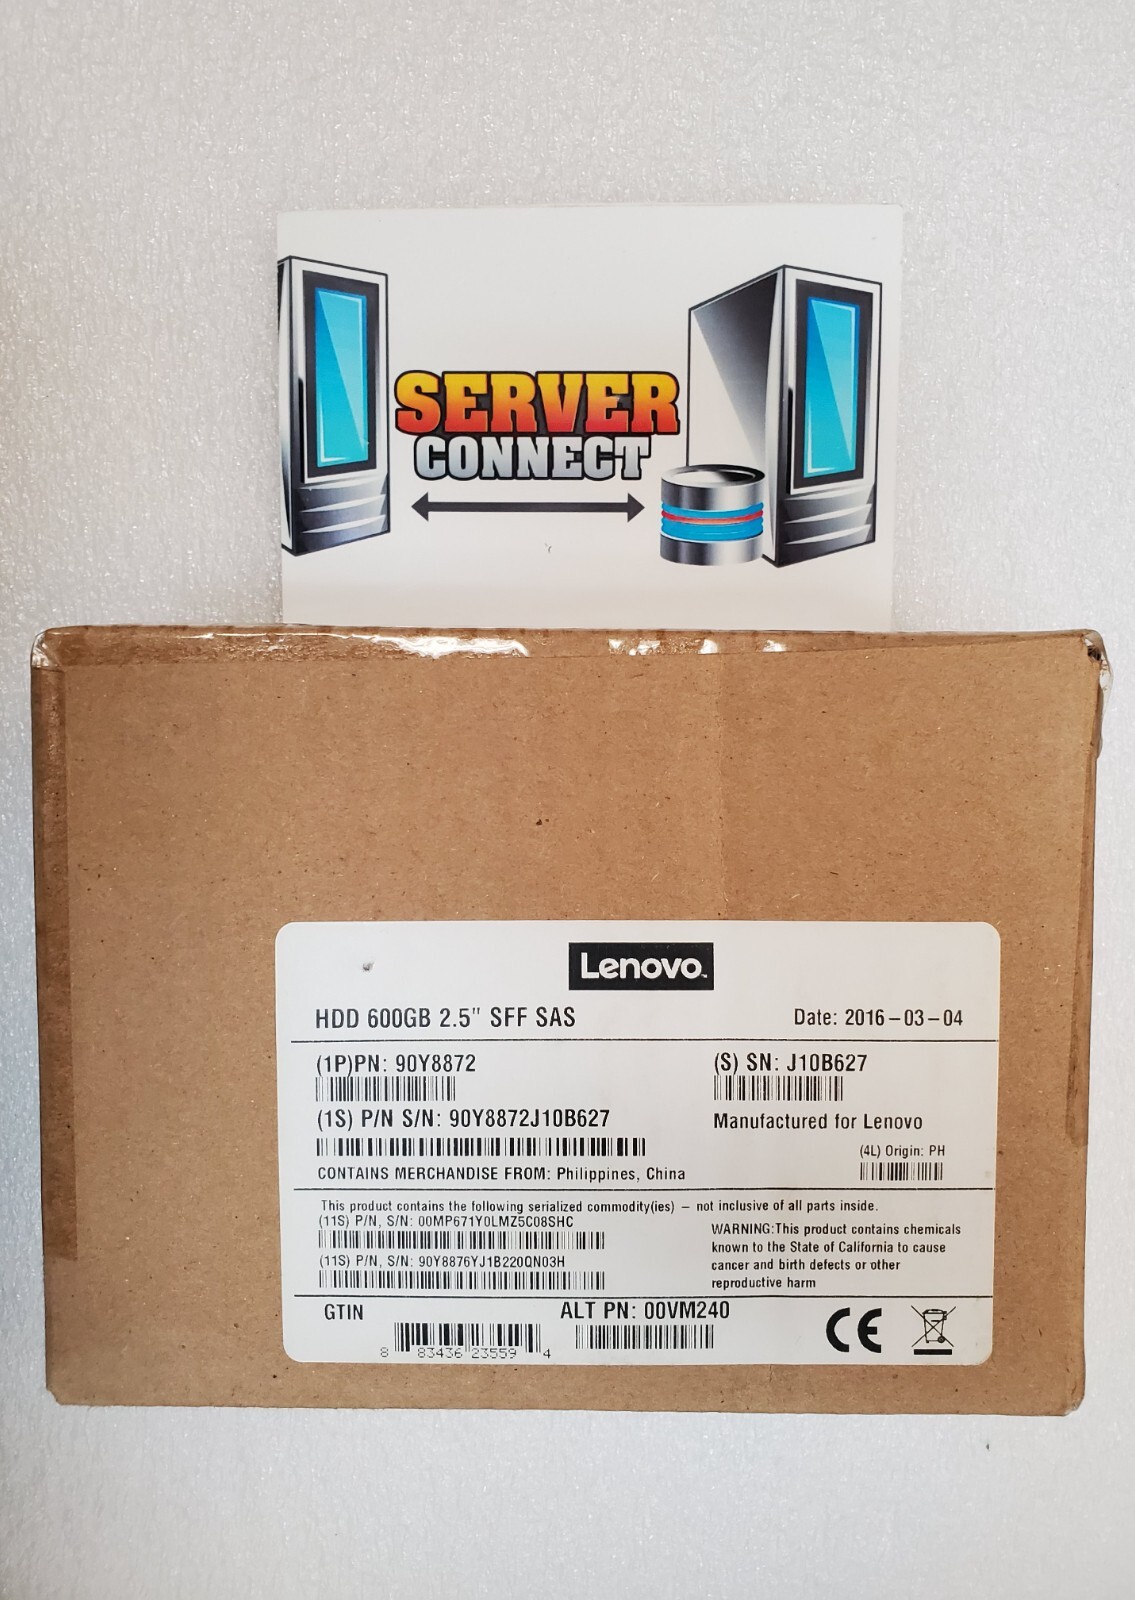 SERVER
CONNECT
Lenovo™
HDD 600GB 2.5" SFF SAS
Date: 2016-03-04
(1P)PN: 90Y8872
(S) SN: J10B627
(1S) P/N S/N: 90Y8872J10B627
Manufactured for Lenovo
(4L) Origin: PH
CONTAINS MERCHANDISE FROM: Philippines, China
This product contains the following serialized commodity(ies) – not inclusive of all parts inside.
(11S) P/N, S/N: 00MP671Y0LMZ5C08SHC
(11S) P/N, S/N: 90Y8876YJ1B220QN03H
WARNING:This product contains chemicals
known to the State of California to cause
cancer and birth defects or other
reproductive harm
GTIN
8 83436 23559 4
ALT PN: 00VM240
CE